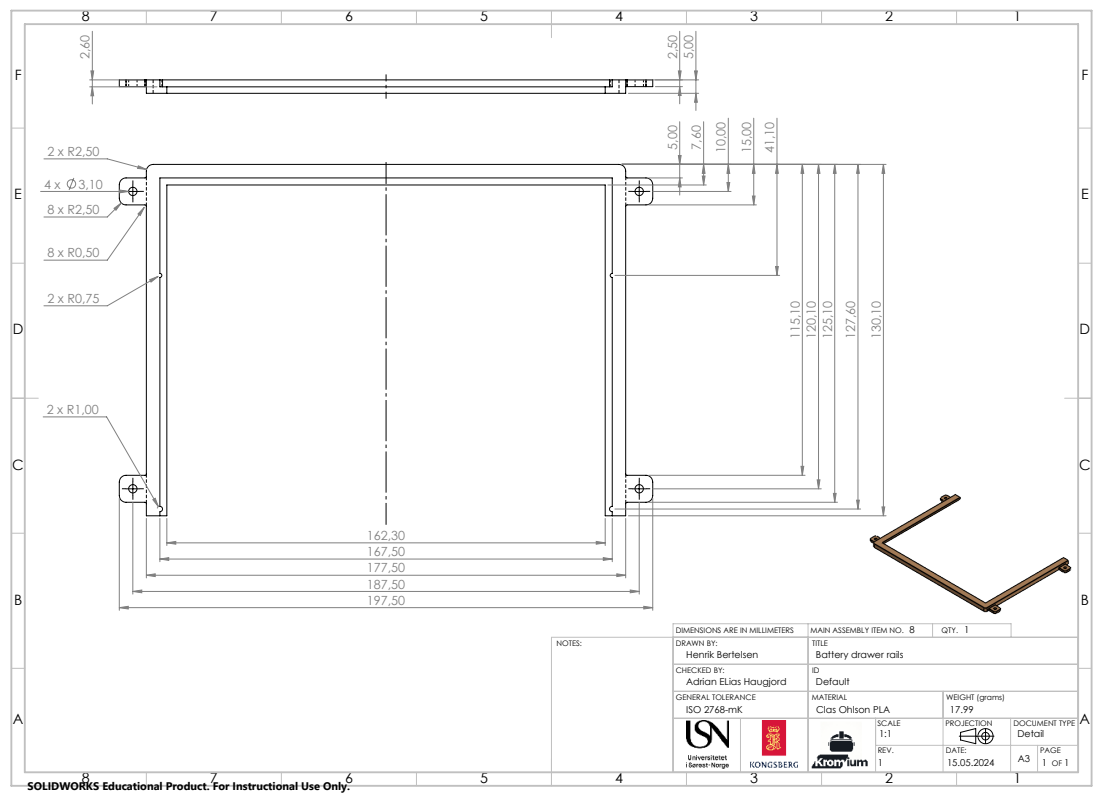 8 7 6 5 4 3 2 1
F F
2,60
2,50
5,00
5,00
7,60
10,00
15,00
41,10
2 x R2,50
E E
4 x Ø3,10
8 x R2,50
8 x R0,50
2 x R0,75
D D
115,10
120,10
125,10
127,60
130,10
2 x R1,00
C C
162,30
167,50
177,50
187,50
197,50
B B
NOTES:
DIMENSIONS ARE IN MILLIMETERS MAIN ASSEMBLY ITEM NO. 8 QTY. 1
DRAWN BY: TITLE
Henrik Bertelsen Battery drawer rails
CHECKED BY: ID
Adrian ELias Haugjord Default
GENERAL TOLERANCE MATERIAL WEIGHT (grams)
ISO 2768-mK Clas Ohlson PLA 17.99
A A
USN
Universitetet
i Sørøst-Norge
KONGSBERG
Kromium
SCALE PROJECTION DOCUMENT TYPE
1:1 Detail
REV. DATE: PAGE
1 15.05.2024 A3 1 OF 1
8 7 6 5 4 3 2 1
SOLIDWORKS Educational Product. For Instructional Use Only.